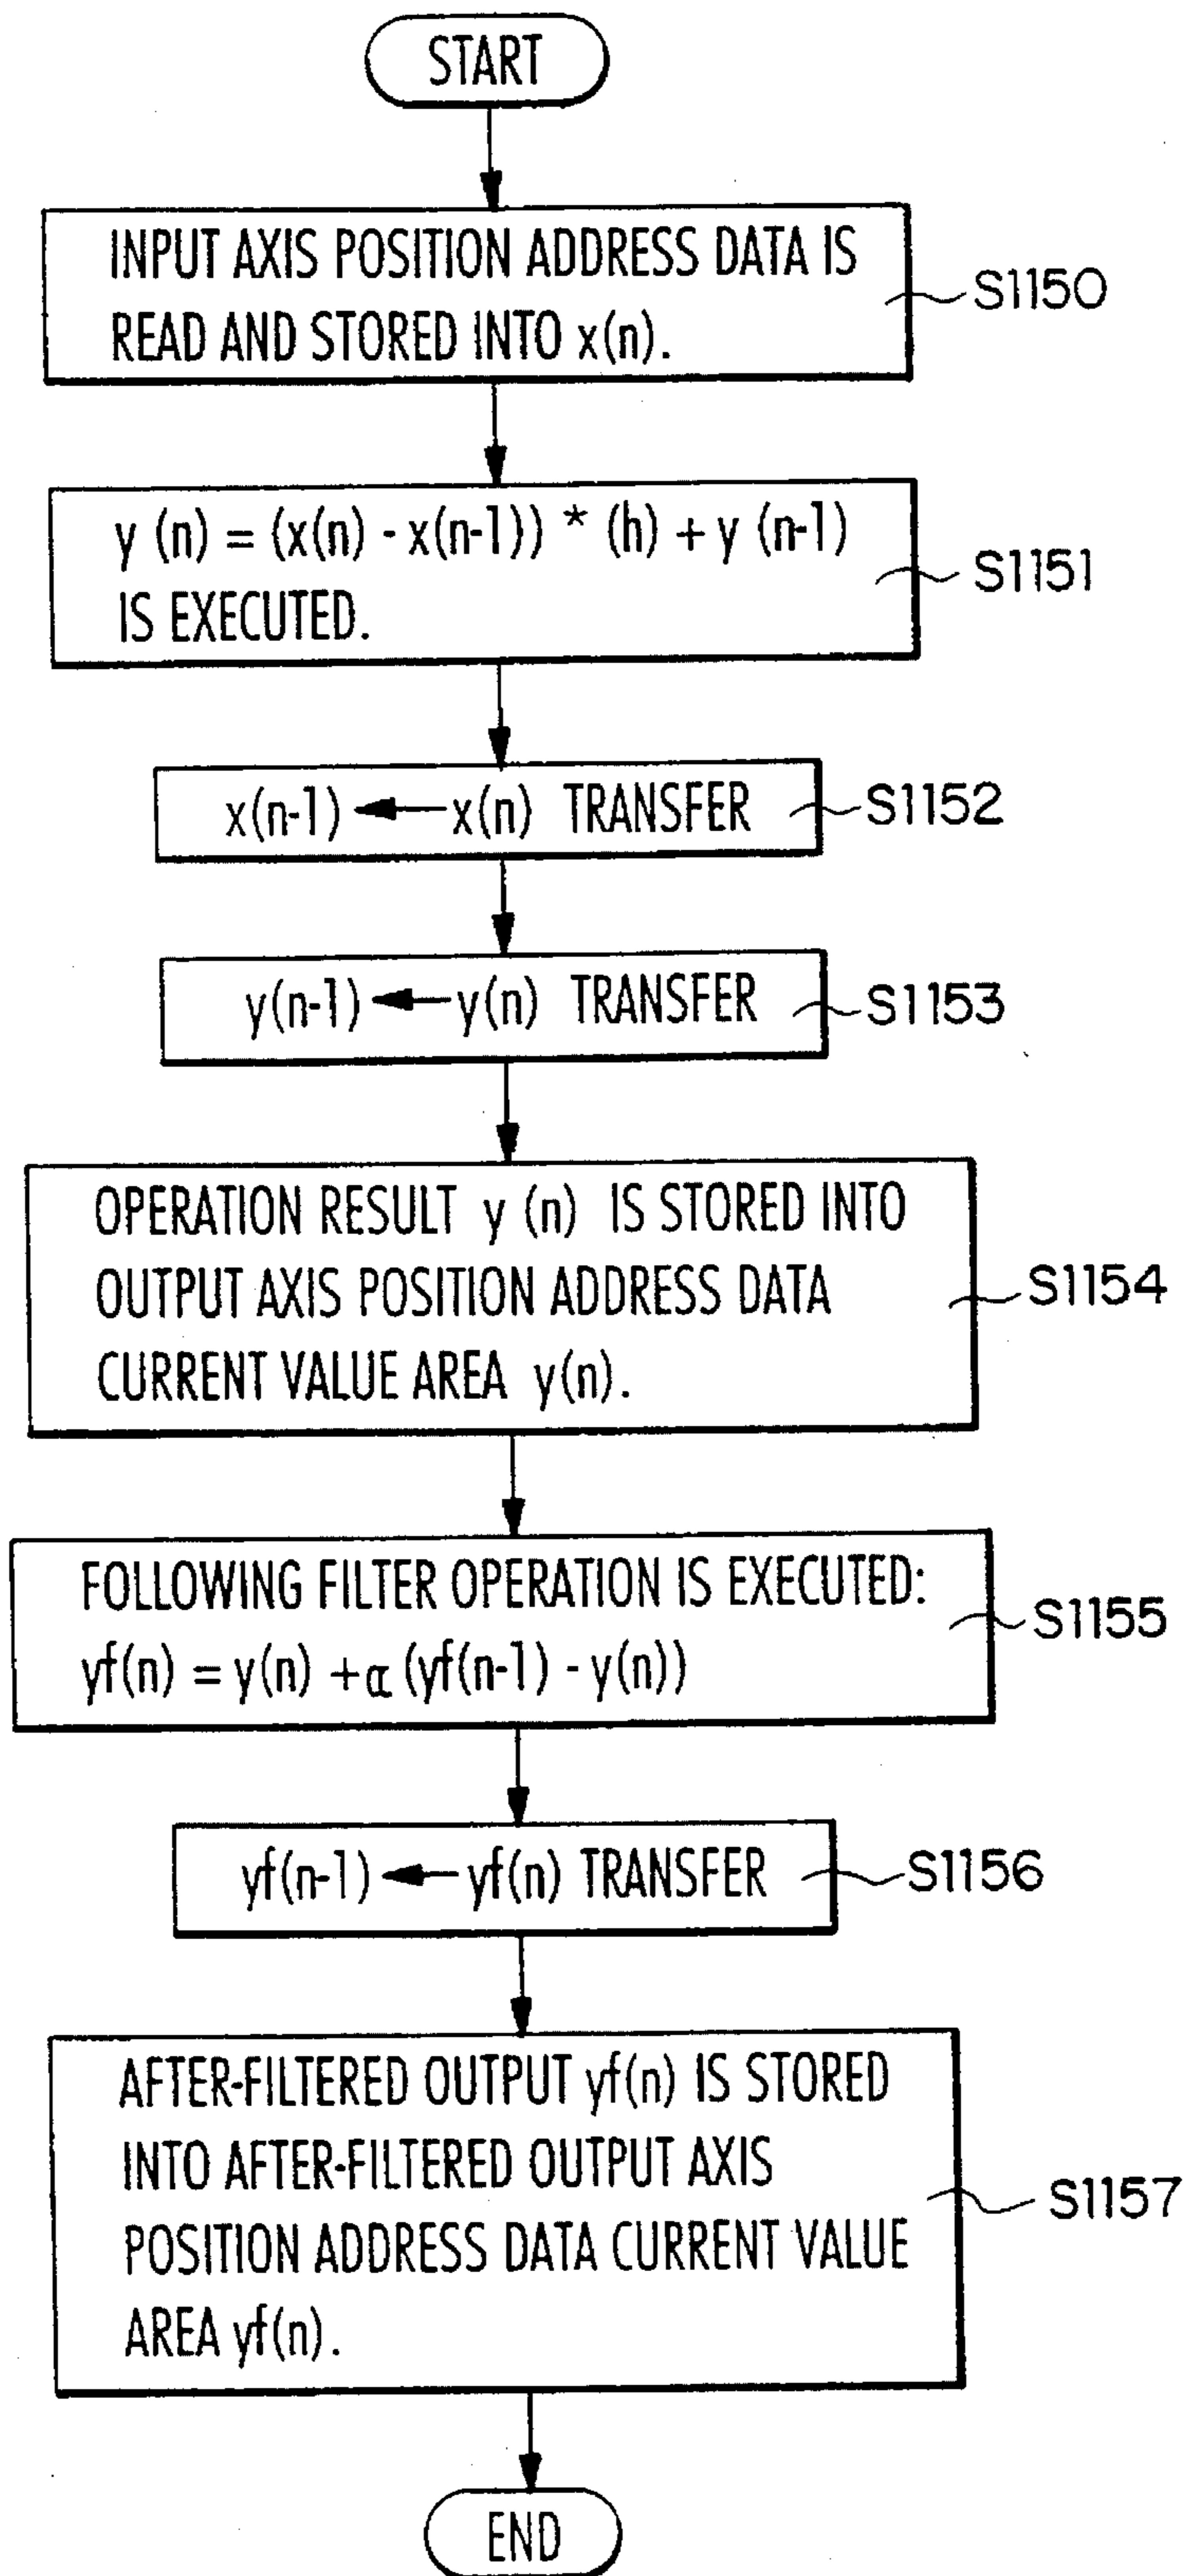 START
INPUT AXIS POSITION ADDRESS DATA IS
READ AND STORED INTO x(n).
S1150
y (n) = (x(n) - x(n-1)) * (h) + y (n-1)
IS EXECUTED.
S1151
x(n-1) ← x(n) TRANSFER
S1152
y(n-1) ← y(n) TRANSFER
S1153
OPERATION RESULT y (n) IS STORED INTO
OUTPUT AXIS POSITION ADDRESS DATA
CURRENT VALUE AREA y(n).
S1154
FOLLOWING FILTER OPERATION IS EXECUTED:
yf(n) = y(n) + α (yf(n-1) - y(n))
S1155
yf(n-1) ← yf(n) TRANSFER
S1156
AFTER-FILTERED OUTPUT yf(n) IS STORED
INTO AFTER-FILTERED OUTPUT AXIS
POSITION ADDRESS DATA CURRENT VALUE
AREA yf(n).
S1157
END